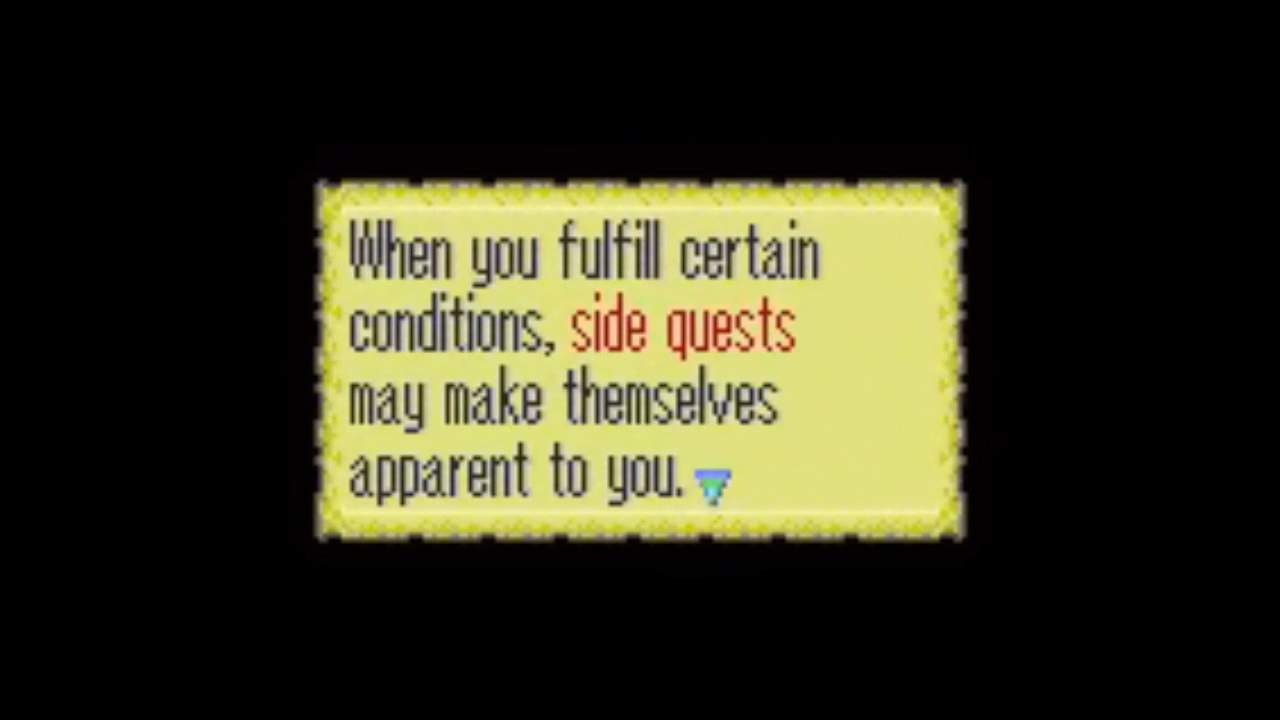 When you fulfill certain
conditions, side quests
may make themselves
apparent to you.